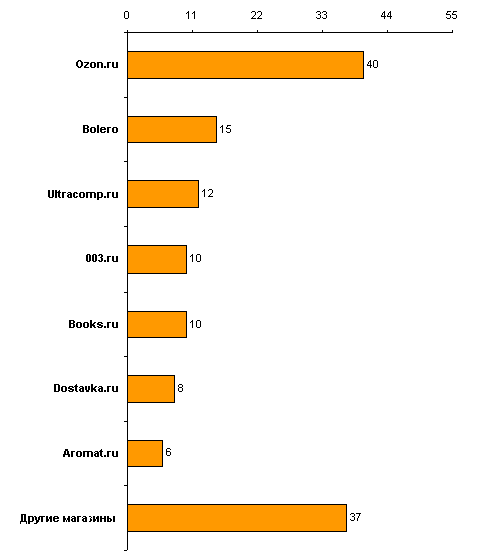 0 11 22 33 44 55
Ozon.ru 40
Bolero 15
Ultracomp.ru 12
003.ru 10
Books.ru 10
Dostavka.ru 8
Aromat.ru 6
Другие магазины 37